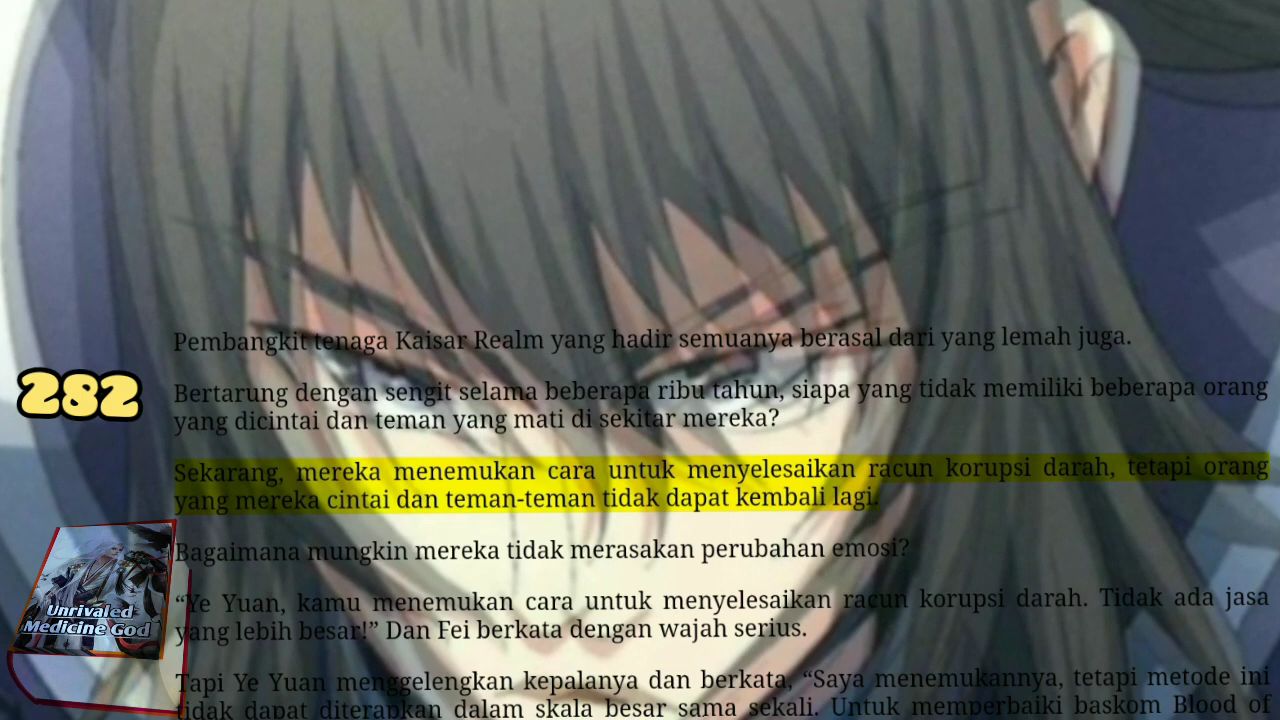 Pembangkit tenaga Kaisar Realm yang hadir semuanya berasal dari yang lemah juga.
282
Bertarung dengan sengit selama beberapa ribu tahun, siapa yang tidak memiliki beberapa orang
yang dicintai dan teman yang mati di sekitar mereka?
Sekarang, mereka menemukan cara untuk menyelesaikan racun korupsi darah, tetapi orang
yang mereka cintai dan teman-teman tidak dapat kembali lagi.
Bagaimana mungkin mereka tidak merasakan perubahan emosi?
“Ye Yuan, kamu menemukan cara untuk menyelesaikan racun korupsi darah. Tidak ada jasa
yang lebih besar!” Dan Fei berkata dengan wajah serius.
Unrivaled
Medicine God
Tapi Ye Yuan menggelengkan kepalanya dan berkata, “Saya menemukannya, tetapi metode ini
tidak dapat diterapkan dalam skala besar sama sekali. Untuk memperbaiki baskom Blood of